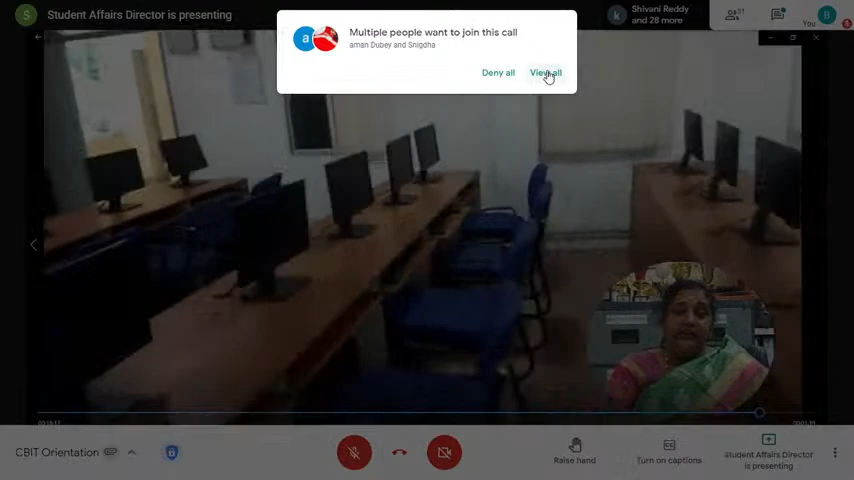 S Student Affairs Director is presenting
Multiple people want to join this call
a aman Dubey and Snigdha
Deny all View all
k Shivani Reddy
and 28 more
31
You B
CBIT Orientation
Raise hand
Turn on captions
Student Affairs Director
is presenting